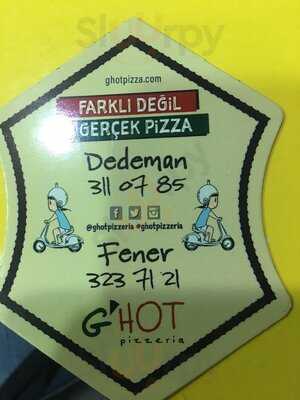 Sluurpy
ghotpizza.com
FARKLI DEĞİL
GERÇEK PİZZA
Dedeman
311 07 85
@ghotpizzeria @ghotpizzeria
Fener
323 71 21
G'HOT
pizzeria